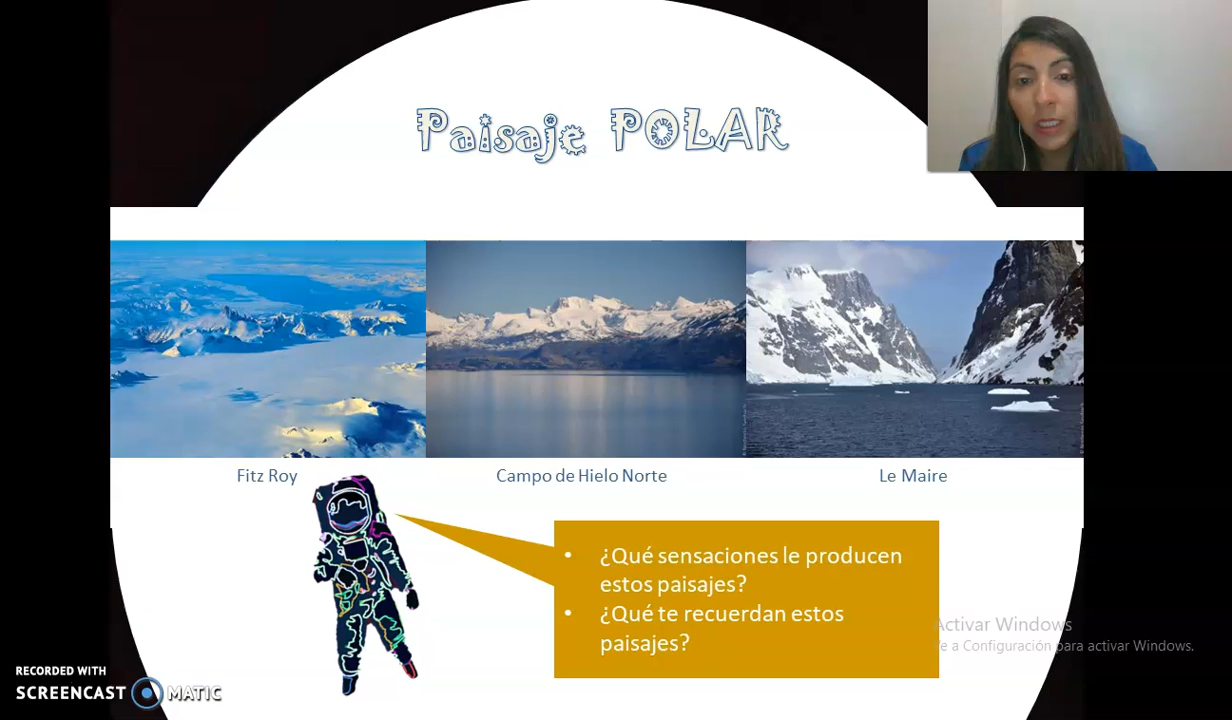 Paisaje POLAR
Fitz Roy
Campo de Hielo Norte
Le Maire
• ¿Qué sensaciones le producen
estos paisajes?
• ¿Qué te recuerdan estos
paisajes?
Activar Windows
Ve a Configuración para activar Windows.
RECORDED WITH
SCREENCAST MATIC